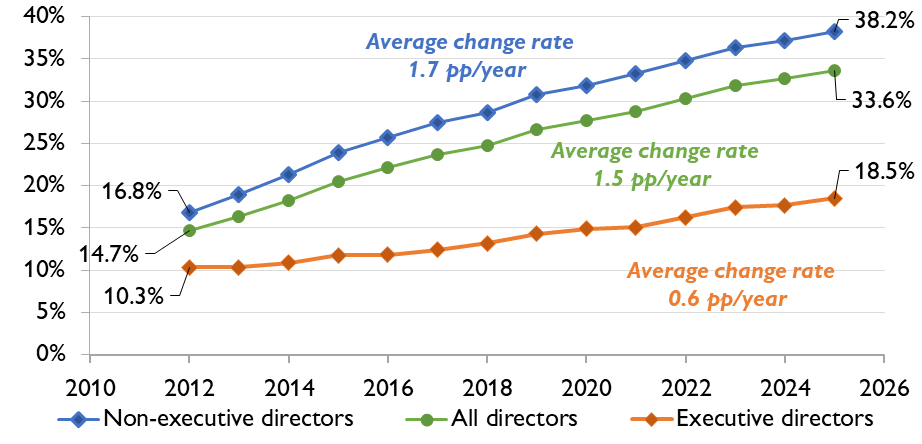 40%
35%
30%
25%
20%
15%
10%
5%
0%
38.2%
Average change rate
1.7 pp/year
33.6%
Average change rate
1.5 pp/year
18.5%
16.8%
14.7%
10.3%
Average change rate
0.6 pp/year
2010 2012 2014 2016 2018 2020 2022 2024 2026
Non-executive directors All directors Executive directors